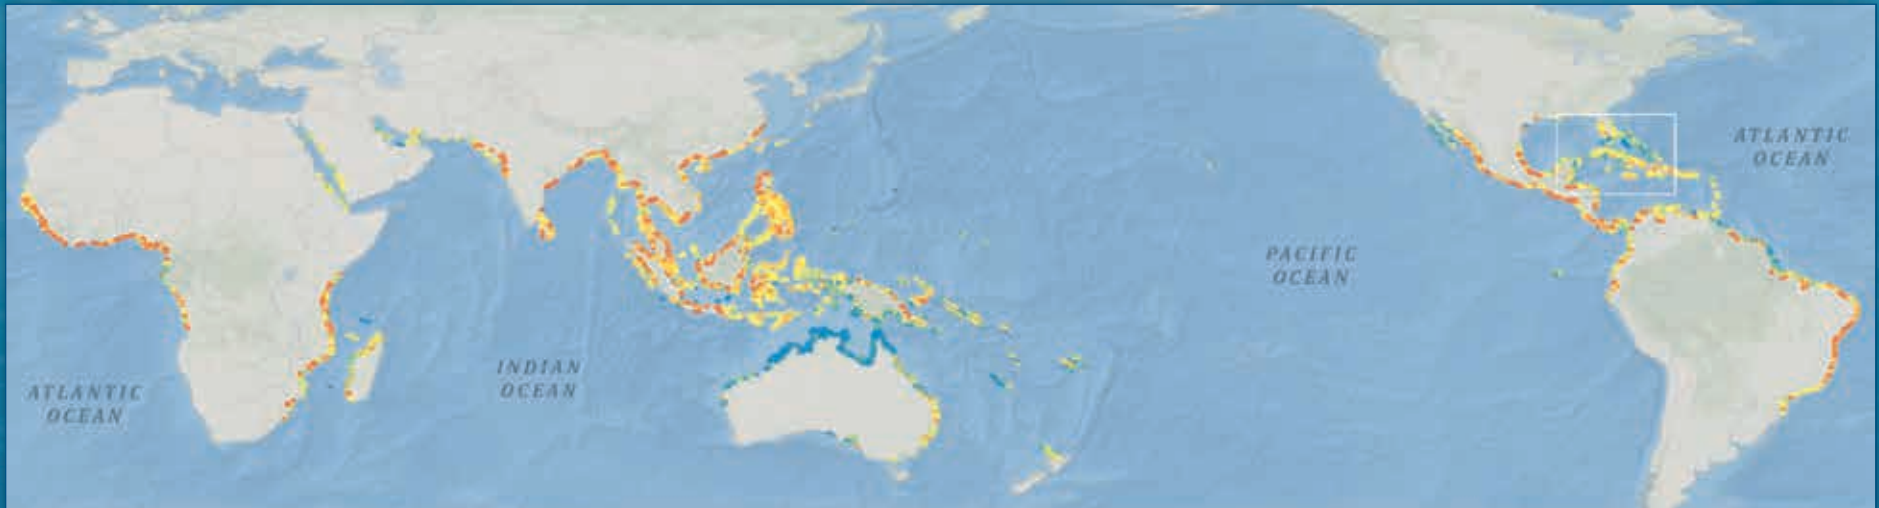 ATLANTIC
OCEAN
PACIFIC
OCEAN
INDIAN
OCEAN
ATLANTIC
OCEAN